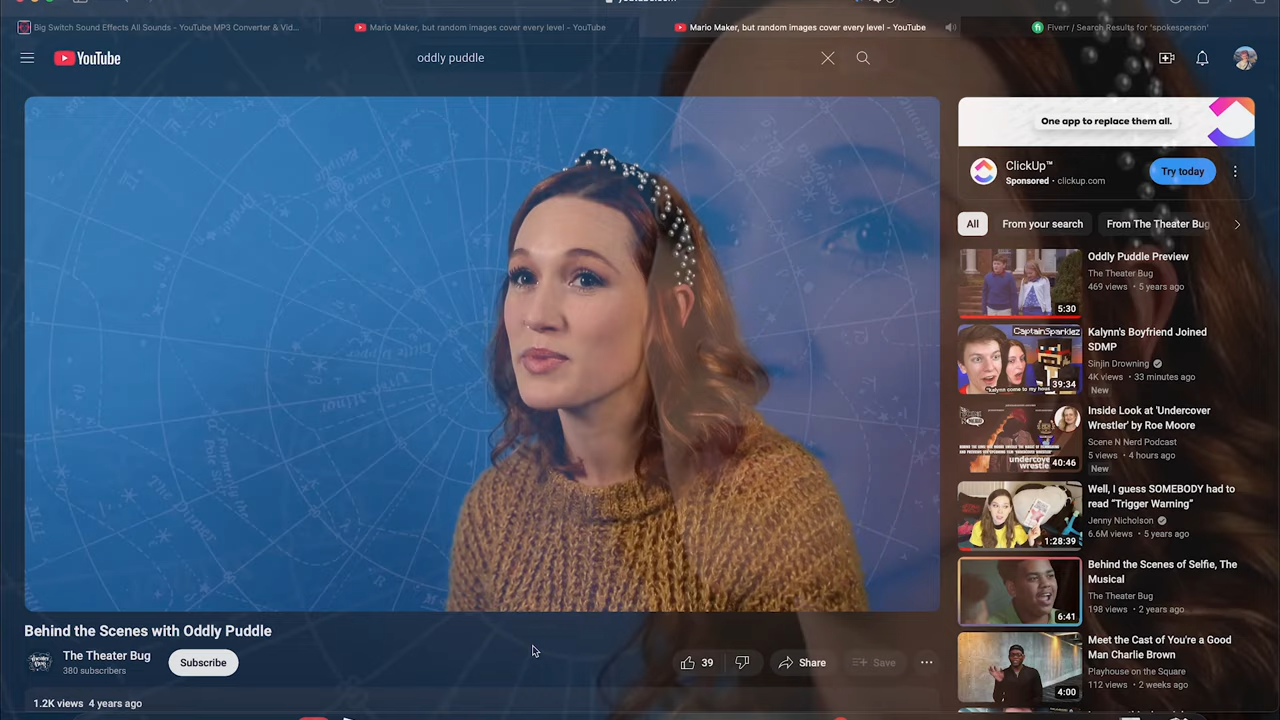 Big Switch Sound Effects All Sounds - YouTube MP3 Converter & Vid...
Mario Maker, but random images cover every level - YouTube
Mario Maker, but random images cover every level - YouTube
Fiverr / Search Results for 'spokesperson'
YouTube
oddly puddle
One app to replace them all.
ClickUp™
Sponsored · clickup.com
Try today
All
From your search
From The Theater Bug
Oddly Puddle Preview
The Theater Bug
469 views · 5 years ago
5:30
Kalynn's Boyfriend Joined
SDMP
Sinjin Drowning
4K views · 33 minutes ago
New
CaptainSparklez
39:34
Inside Look at 'Undercover
Wrestler' by Roe Moore
Scene N Nerd Podcast
5 views · 4 hours ago
New
undercove
wrestle
40:46
Well, I guess SOMEBODY had to
read “Trigger Warning”
Jenny Nicholson
6.6M views · 5 years ago
1:28:39
Behind the Scenes of Selfie, The
Musical
The Theater Bug
198 views · 2 years ago
6:41
Meet the Cast of You're a Good
Man Charlie Brown
Playhouse on the Square
112 views · 2 weeks ago
4:00
Behind the Scenes with Oddly Puddle
The Theater Bug
380 subscribers
Subscribe
39
Share
Save
1.2K views 4 years ago